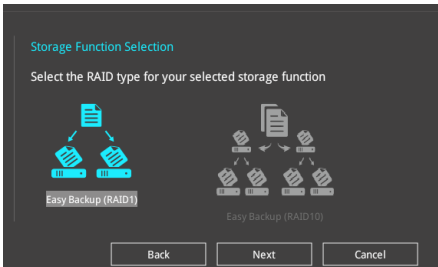 Storage Function Selection
Select the RAID type for your selected storage function
Easy Backup (RAID1)
Easy Backup (RAID10)
Back
Next
Cancel